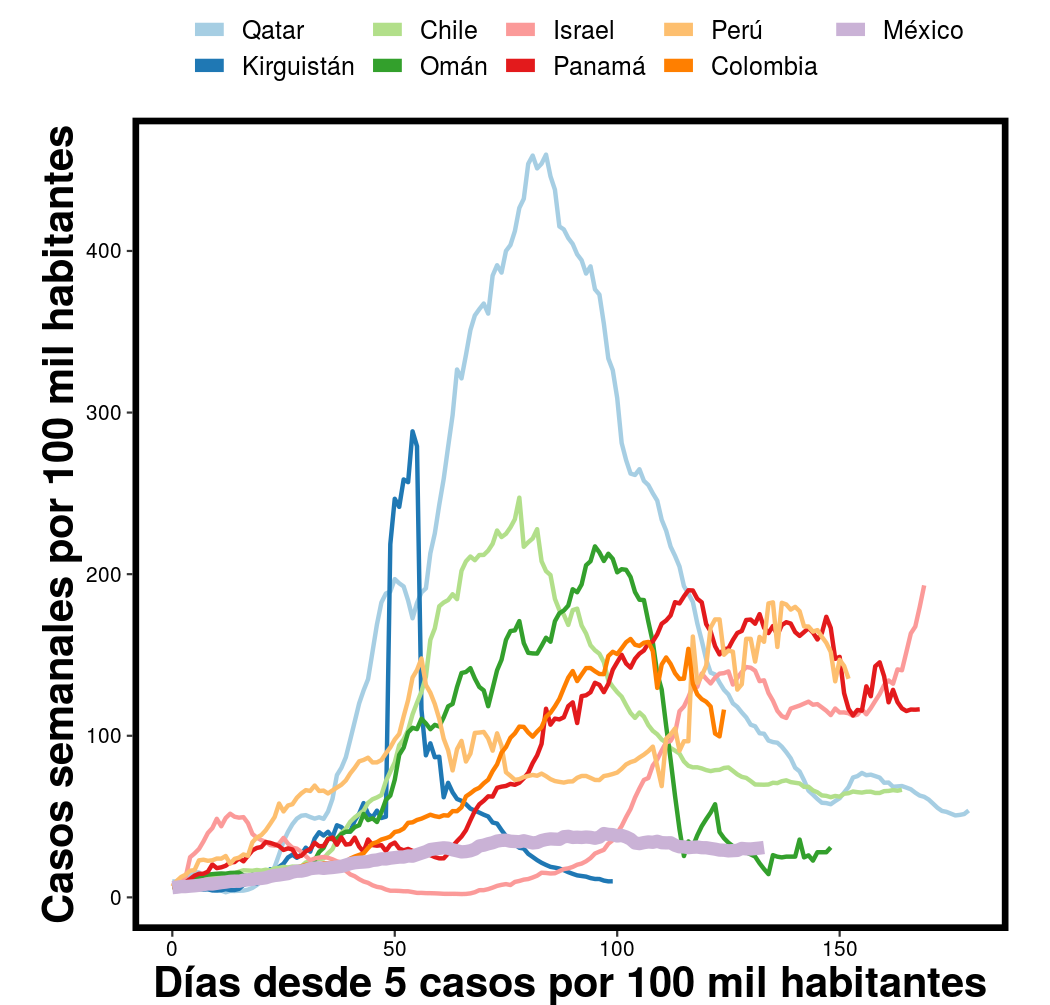 Qatar Chile Israel Perú México
Kirguistán Omán Panamá Colombia
Casos semanales por 100 mil habitantes
400
300
200
100
0
0 50 100 150
Días desde 5 casos por 100 mil habitantes